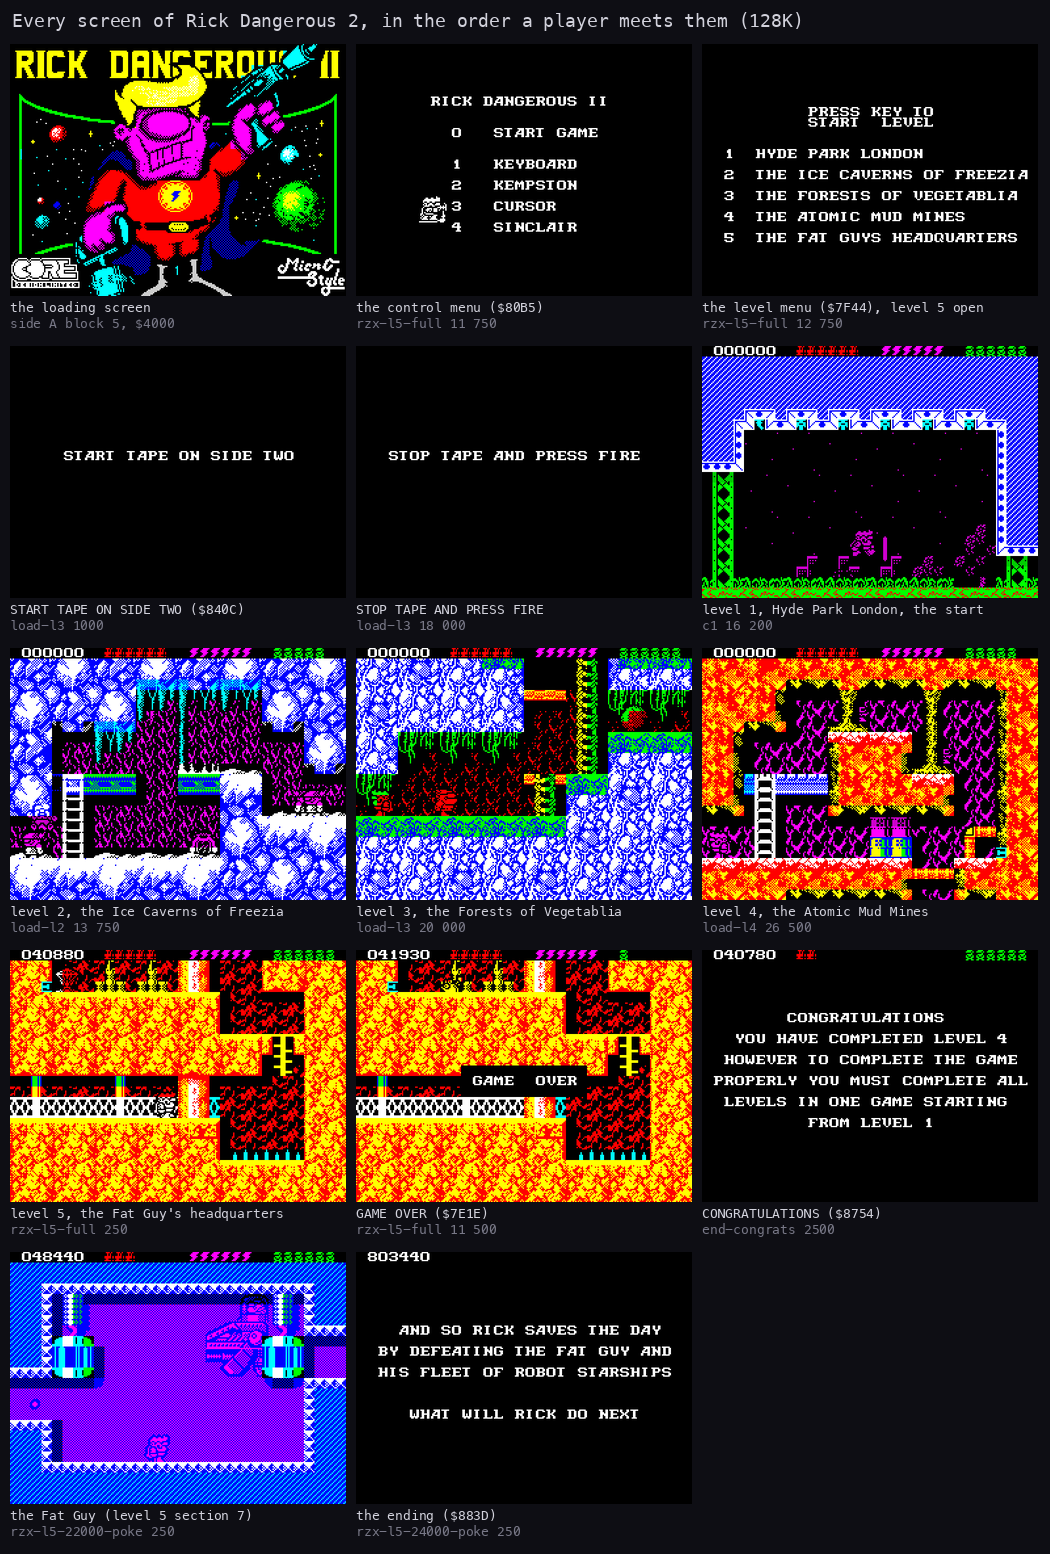 Every screen of Rick Dangerous 2, in the order a player meets them (128K)
RICK DANGEROUS II
CORE
DESIGN LIMITED
MicroStyle
the loading screen
side A block 5, $4000
RICK DANGEROUS II
0 START GAME
1 KEYBOARD
2 KEMPSTON
3 CURSOR
4 SINCLAIR
the control menu ($80B5)
rzx-l5-full 11 750
PRESS KEY TO
START LEVEL
1 HYDE PARK LONDON
2 THE ICE CAVERNS OF FREEZIA
3 THE FORESTS OF VEGETABLIA
4 THE ATOMIC MUD MINES
5 THE FAT GUYS HEADQUARTERS
the level menu ($7F44), level 5 open
rzx-l5-full 12 750
START TAPE ON SIDE TWO
START TAPE ON SIDE TWO ($840C)
load-l3 1000
STOP TAPE AND PRESS FIRE
STOP TAPE AND PRESS FIRE
load-l3 18 000
000000
level 1, Hyde Park London, the start
c1 16 200
000000
level 2, the Ice Caverns of Freezia
load-l2 13 750
000000
level 3, the Forests of Vegetablia
load-l3 20 000
000000
level 4, the Atomic Mud Mines
load-l4 26 500
040880
level 5, the Fat Guy's headquarters
rzx-l5-full 250
041930
GAME OVER
GAME OVER ($7E1E)
rzx-l5-full 11 500
040780
CONGRATULATIONS
YOU HAVE COMPLETED LEVEL 4
HOWEVER TO COMPLETE THE GAME
PROPERLY YOU MUST COMPLETE ALL
LEVELS IN ONE GAME STARTING
FROM LEVEL 1
CONGRATULATIONS ($8754)
end-congrats 2500
048440
the Fat Guy (level 5 section 7)
rzx-l5-22000-poke 250
803440
AND SO RICK SAVES THE DAY
BY DEFEATING THE FAT GUY AND
HIS FLEET OF ROBOT STARSHIPS
WHAT WILL RICK DO NEXT
the ending ($883D)
rzx-l5-24000-poke 250